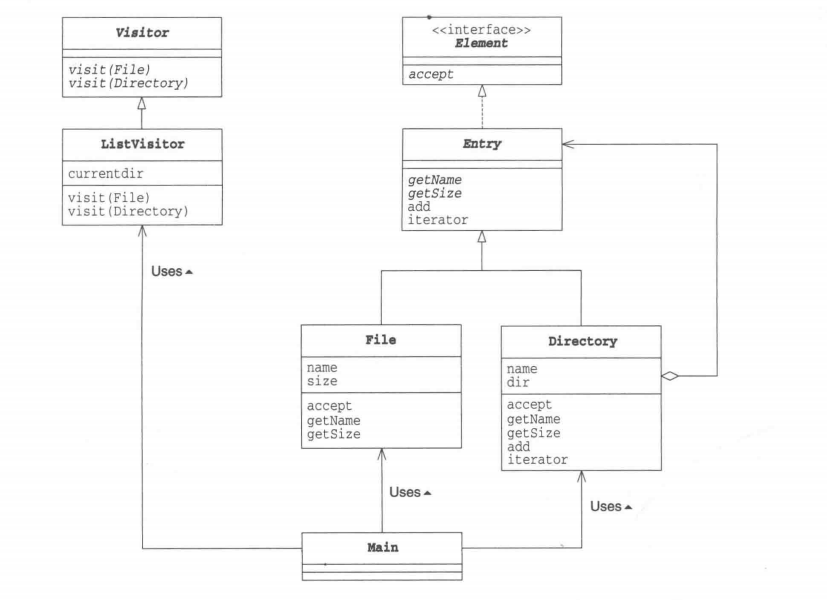 Visitor
visit(File)
visit(Directory)
ListVisitor
currentdir
visit(File)
visit(Directory)
Uses
<<interface>>
Element
accept
Entry
getName
getSize
add
iterator
File
name
size
accept
getName
getSize
Uses
Directory
name
dir
accept
getName
getSize
add
iterator
Uses
Main